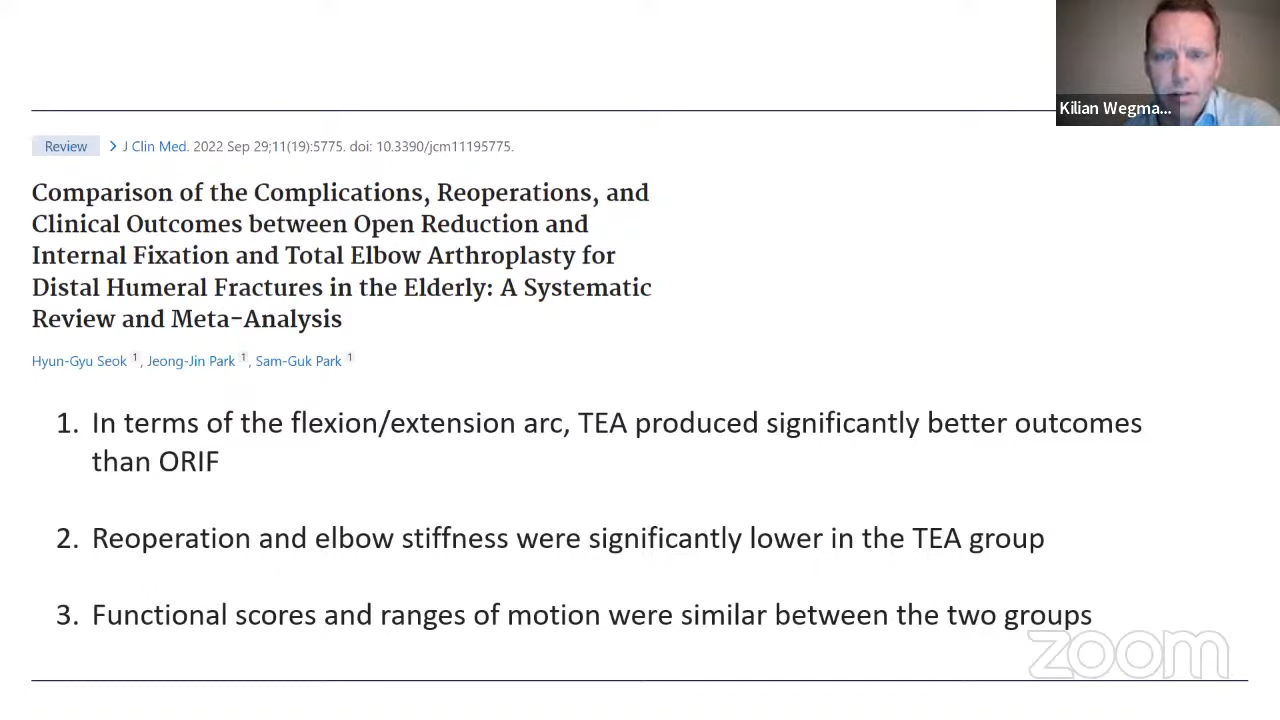 Kilian Wegma...
Review > J Clin Med. 2022 Sep 29;11(19):5775. doi: 10.3390/jcm11195775.
Comparison of the Complications, Reoperations, and
Clinical Outcomes between Open Reduction and
Internal Fixation and Total Elbow Arthroplasty for
Distal Humeral Fractures in the Elderly: A Systematic
Review and Meta-Analysis
Hyun-Gyu Seok 1, Jeong-Jin Park 1, Sam-Guk Park 1
1. In terms of the flexion/extension arc, TEA produced significantly better outcomes
than ORIF
2. Reoperation and elbow stiffness were significantly lower in the TEA group
3. Functional scores and ranges of motion were similar between the two groups
zoom